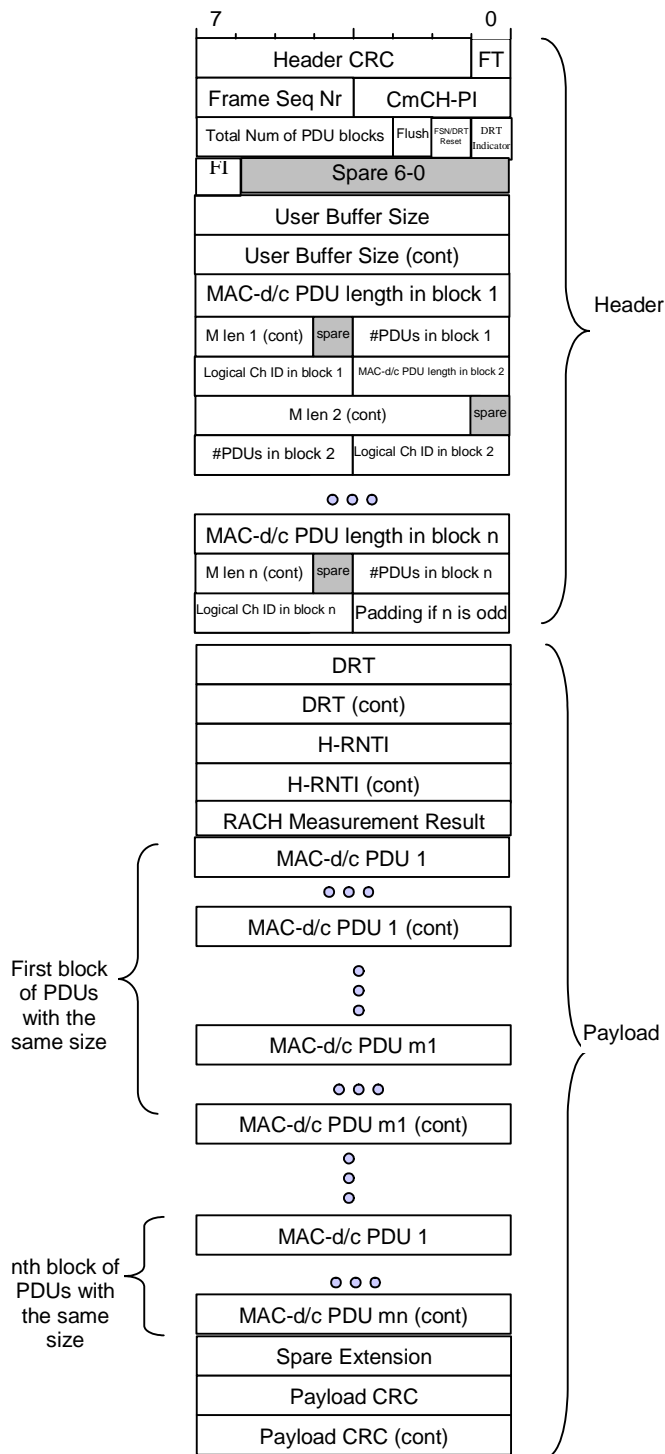 7 0
Header CRC FT
Frame Seq Nr CmCH-PI
Total Num of PDU blocks Flush FSN/DRT Reset DRT Indicator
FI Spare 6-0
User Buffer Size
User Buffer Size (cont)
MAC-d/c PDU length in block 1
Header
M len 1 (cont) spare #PDUs in block 1
Logical Ch ID in block 1 MAC-d/c PDU length in block 2
M len 2 (cont) spare
#PDUs in block 2 Logical Ch ID in block 2
MAC-d/c PDU length in block n
M len n (cont) spare #PDUs in block n
Logical Ch ID in block n Padding if n is odd
DRT
DRT (cont)
H-RNTI
H-RNTI (cont)
RACH Measurement Result
MAC-d/c PDU 1
MAC-d/c PDU 1 (cont)
First block
of PDUs
with the
same size
MAC-d/c PDU m1
Payload
MAC-d/c PDU m1 (cont)
MAC-d/c PDU 1
nth block of
PDUs with
the same
size
MAC-d/c PDU mn (cont)
Spare Extension
Payload CRC
Payload CRC (cont)